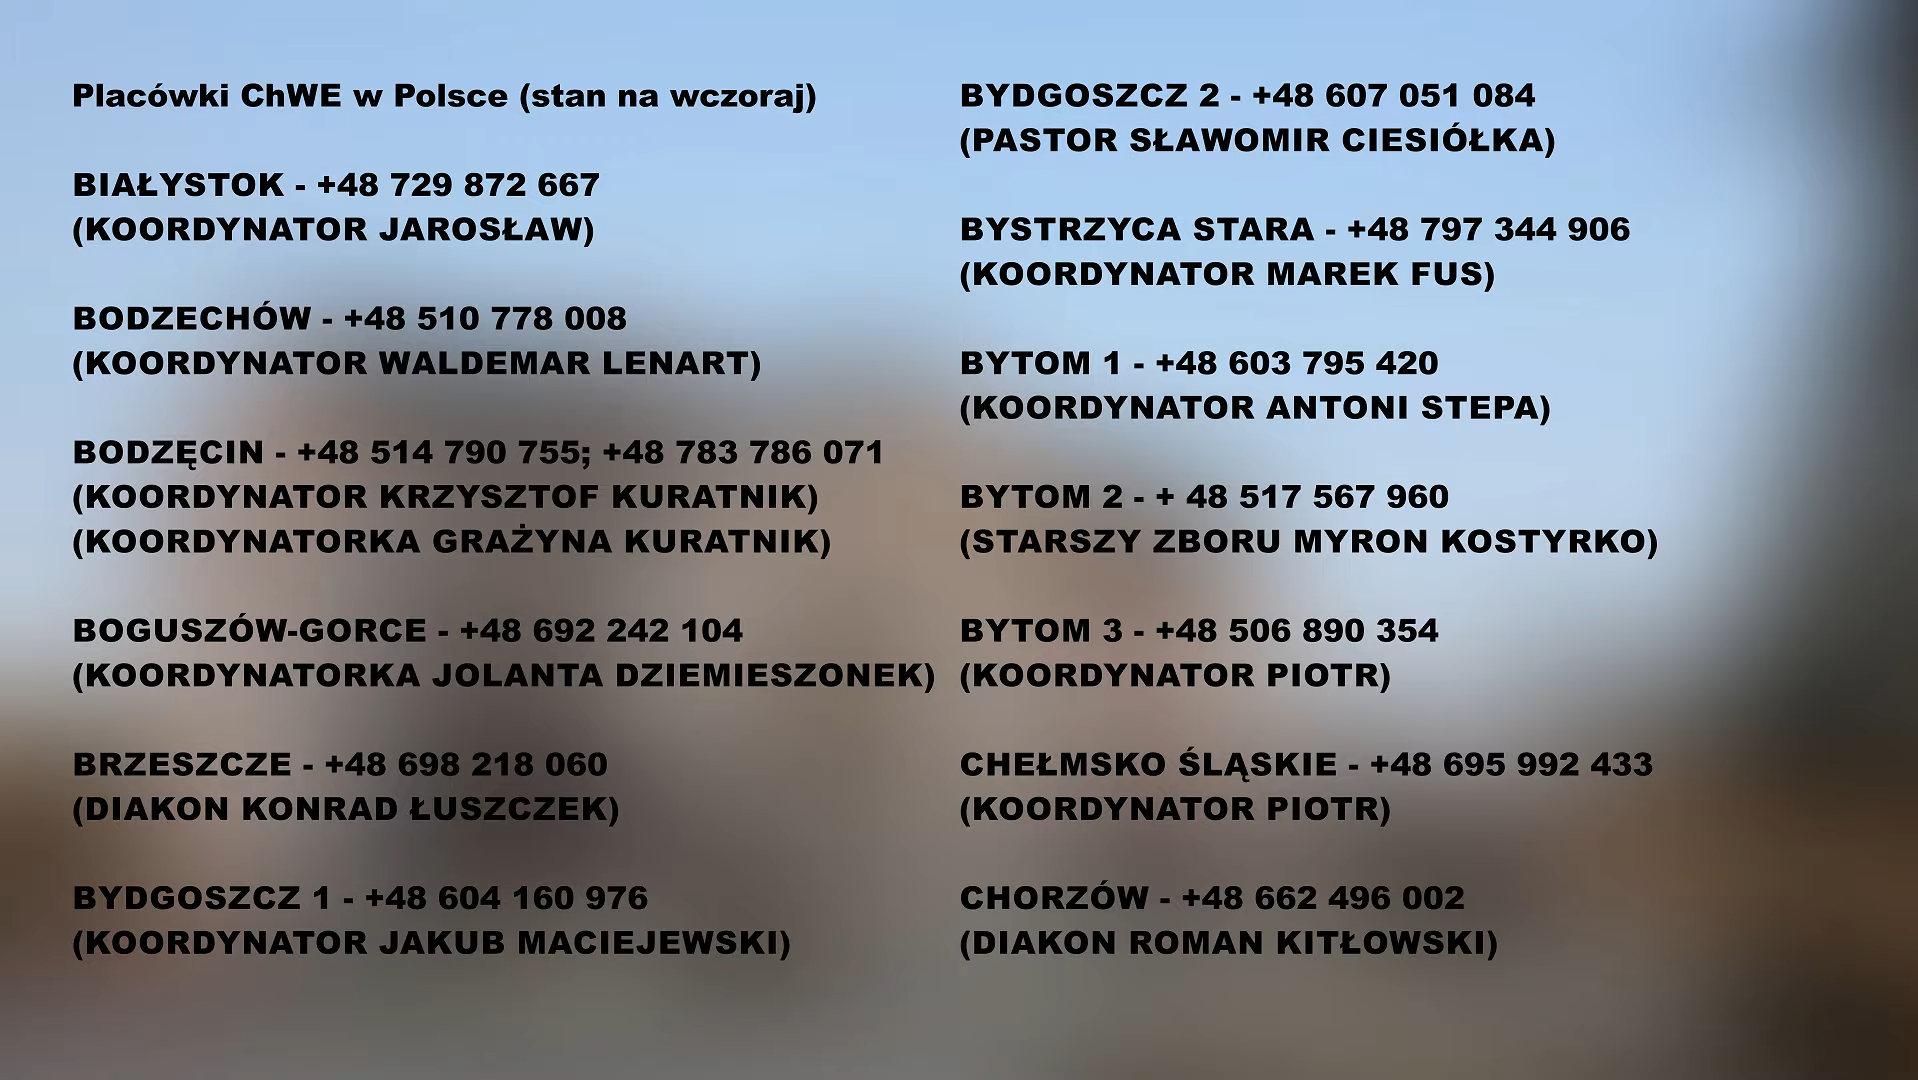 Placówki ChWE w Polsce (stan na wczoraj)
BIAŁYSTOK - +48 729 872 667
(KOORDYNATOR JAROSŁAW)
BODZECHÓW - +48 510 778 008
(KOORDYNATOR WALDEMAR LENART)
BODZĘCIN - +48 514 790 755; +48 783 786 071
(KOORDYNATOR KRZYSZTOF KURATNIK)
(KOORDYNATORKA GRAŻYNA KURATNIK)
BOGUSZÓW-GORCE - +48 692 242 104
(KOORDYNATORKA JOLANTA DZIEMIESZONEK)
BRZESZCZE - +48 698 218 060
(DIAKON KONRAD ŁUSZCZEK)
BYDGOSZCZ 1 - +48 604 160 976
(KOORDYNATOR JAKUB MACIEJEWSKI)
BYDGOSZCZ 2 - +48 607 051 084
(PASTOR SŁAWOMIR CIESIÓŁKA)
BYSTRZYCA STARA - +48 797 344 906
(KOORDYNATOR MAREK FUS)
BYTOM 1 - +48 603 795 420
(KOORDYNATOR ANTONI STEPA)
BYTOM 2 - + 48 517 567 960
(STARSZY ZBORU MYRON KOSTYRKO)
BYTOM 3 - +48 506 890 354
(KOORDYNATOR PIOTR)
CHEŁMSKO ŚLĄSKIE - +48 695 992 433
(KOORDYNATOR PIOTR)
CHORZÓW - +48 662 496 002
(DIAKON ROMAN KITŁOWSKI)